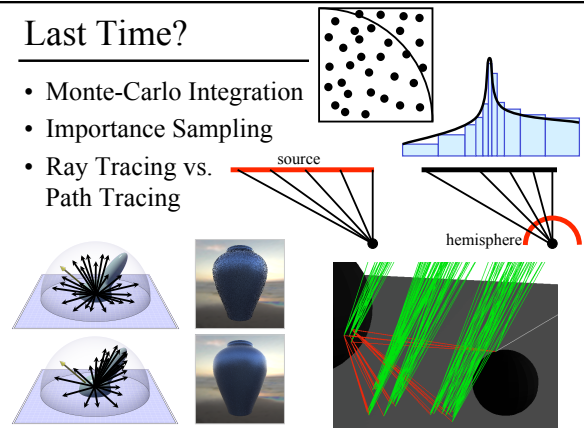 Last Time?
• Monte-Carlo Integration
• Importance Sampling
• Ray Tracing vs.
Path Tracing
source
hemisphere